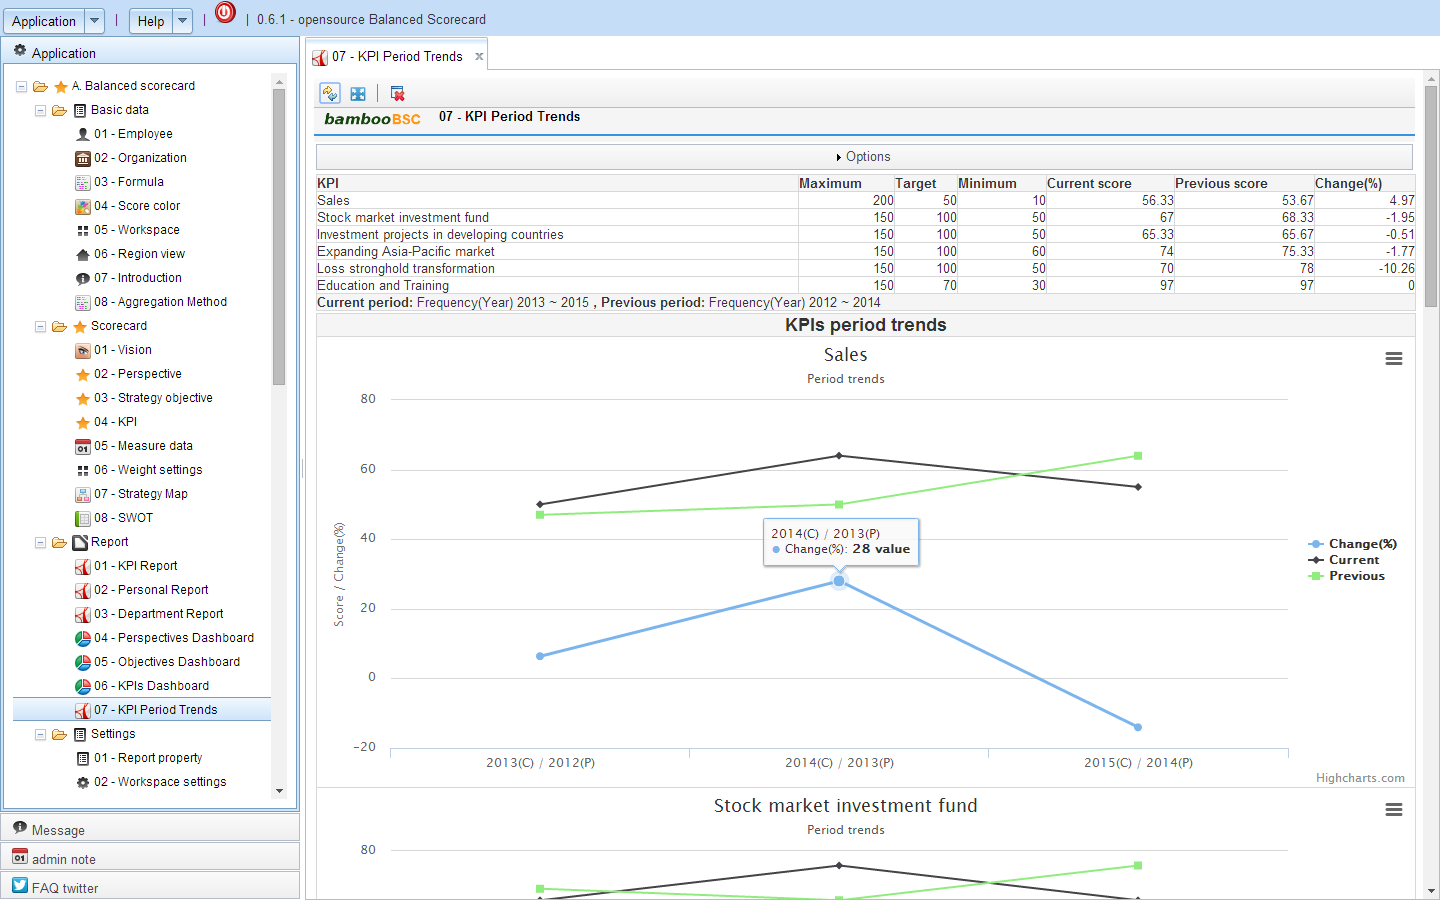 Application | Help | 0.6.1 - opensource Balanced Scorecard
Application
A. Balanced scorecard
Basic data
01 - Employee
02 - Organization
03 - Formula
04 - Score color
05 - Workspace
06 - Region view
07 - Introduction
08 - Aggregation Method
Scorecard
01 - Vision
02 - Perspective
03 - Strategy objective
04 - KPI
05 - Measure data
06 - Weight settings
07 - Strategy Map
08 - SWOT
Report
01 - KPI Report
02 - Personal Report
03 - Department Report
04 - Perspectives Dashboard
05 - Objectives Dashboard
06 - KPIs Dashboard
07 - KPI Period Trends
Settings
01 - Report property
02 - Workspace settings
Message
admin note
FAQ twitter
07 - KPI Period Trends x
bambooBSC 07 - KPI Period Trends
Options
KPI Maximum Target Minimum Current score Previous score Change(%)
Sales 200 50 10 56.33 53.67 4.97
Stock market investment fund 150 100 50 67 68.33 -1.95
Investment projects in developing countries 150 100 50 65.33 65.67 -0.51
Expanding Asia-Pacific market 150 100 60 74 75.33 -1.77
Loss stronghold transformation 150 100 50 70 78 -10.26
Education and Training 150 70 30 97 97 0
Current period: Frequency(Year) 2013 ~ 2015 , Previous period: Frequency(Year) 2012 ~ 2014
KPIs period trends
Sales
Period trends
80
60
40
20
0
-20
Score / Change(%)
2014(C) / 2013(P)
Change(%): 28 value
Change(%)
Current
Previous
2013(C) / 2012(P) 2014(C) / 2013(P) 2015(C) / 2014(P)
Highcharts.com
Stock market investment fund
Period trends
80